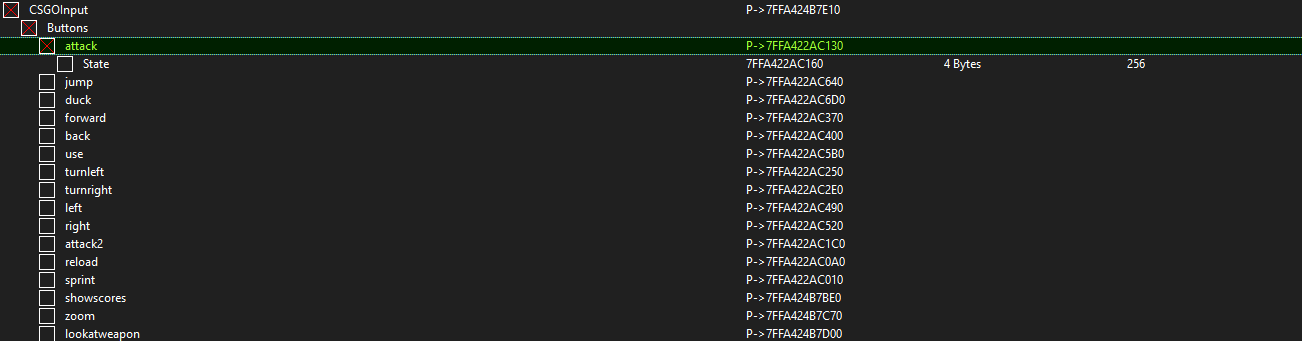 CSGOInput P->7FFA424B7E10
Buttons
attack P->7FFA422AC130
State 7FFA422AC160 4 Bytes 256
jump P->7FFA422AC640
duck P->7FFA422AC6D0
forward P->7FFA422AC370
back P->7FFA422AC400
use P->7FFA422AC5B0
turnleft P->7FFA422AC250
turnright P->7FFA422AC2E0
left P->7FFA422AC490
right P->7FFA422AC520
attack2 P->7FFA422AC1C0
reload P->7FFA422AC0A0
sprint P->7FFA422AC010
showscores P->7FFA424B7BE0
zoom P->7FFA424B7C70
lookatweapon P->7FFA424B7D00